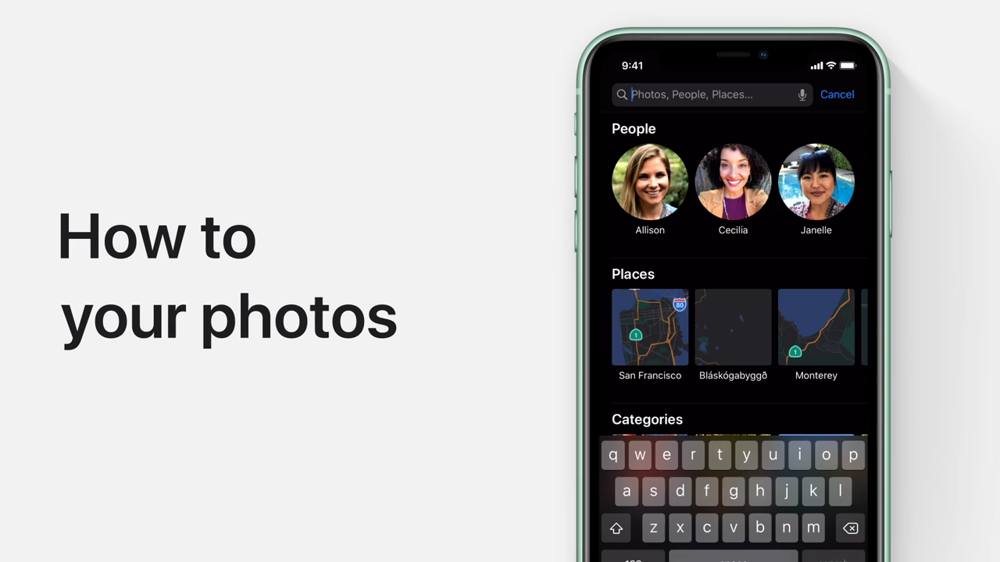 How to
your photos
9:41
Photos, People, Places...
Cancel
People
Allison
Cecilia
Janelle
Places
80
1
1
San Francisco
Bláskógabyggð
Monterey
Categories
q w e r t y u i o p
a s d f g h j k l
z x c v b n m